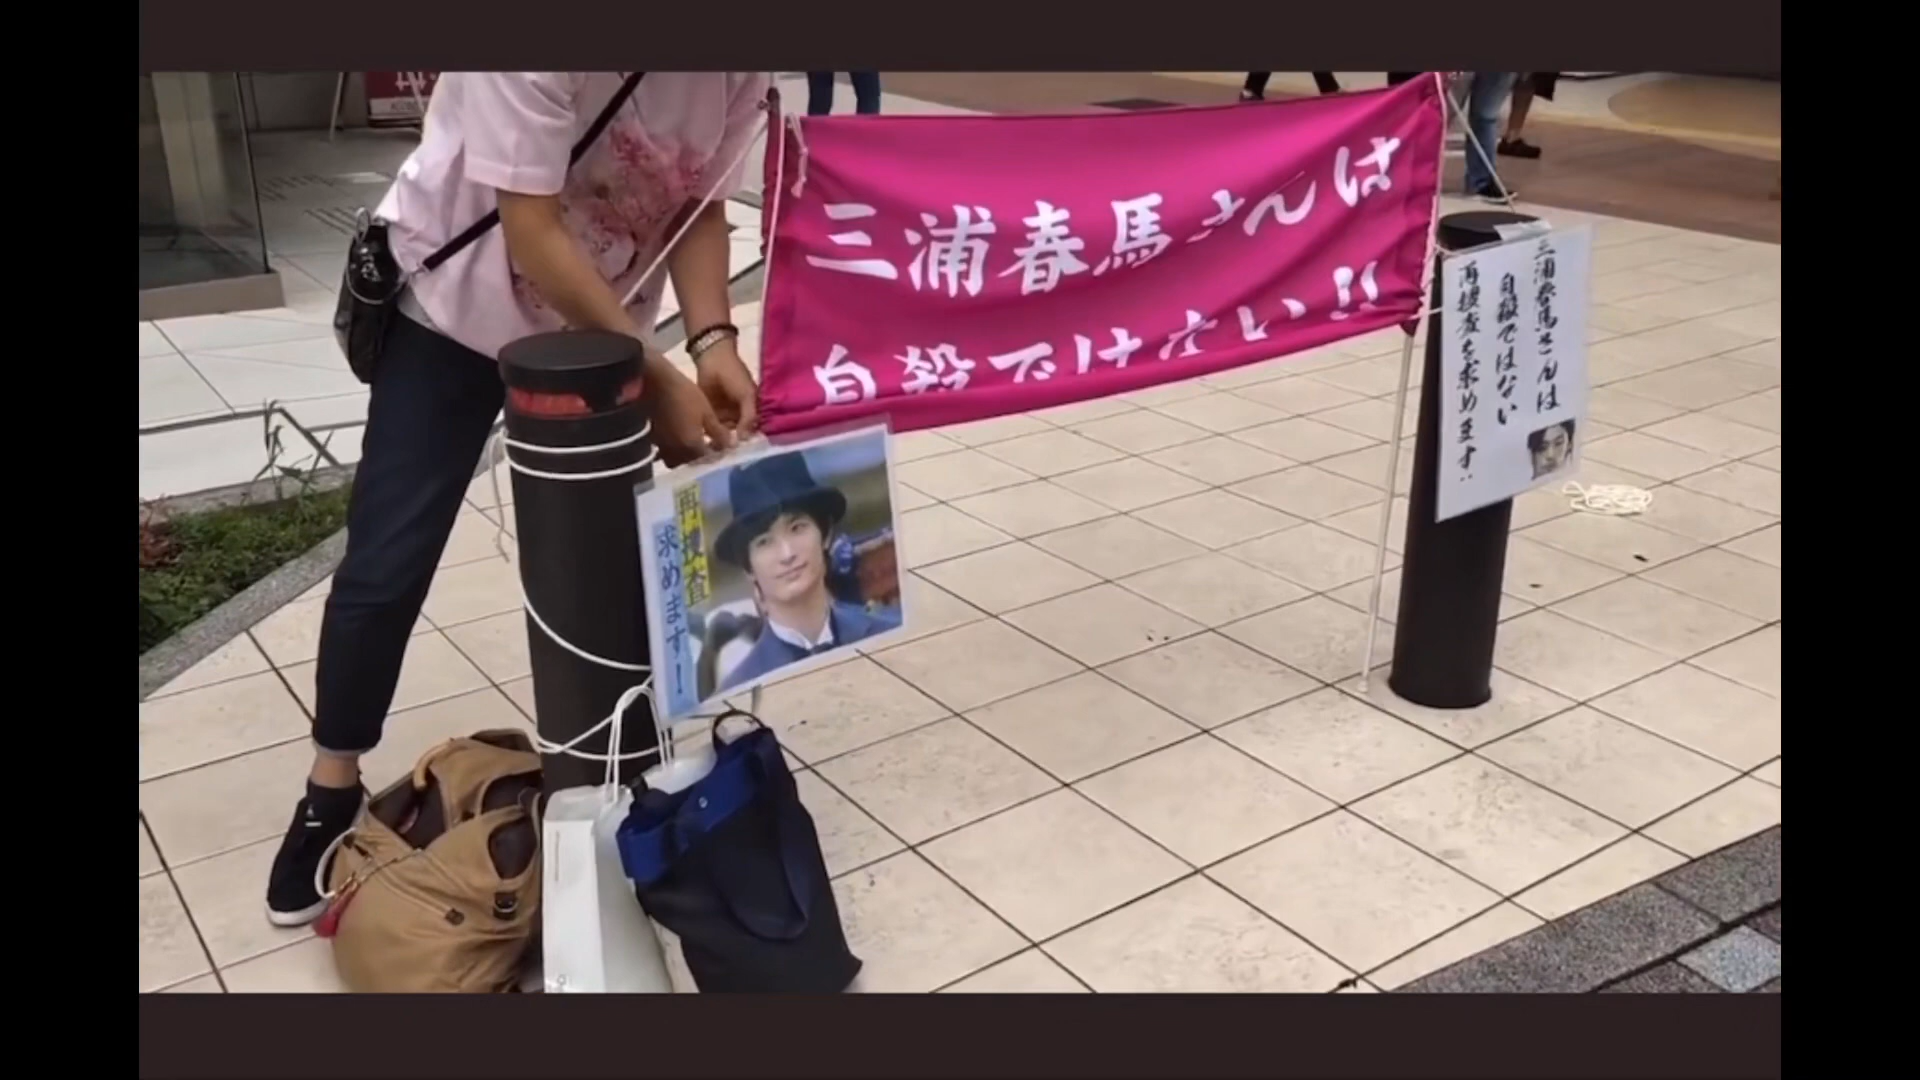 三浦春馬さんは
自殺ではない!!
再捜査
求めます!
三浦春馬さんは
自殺ではない
再捜査を求めます‥